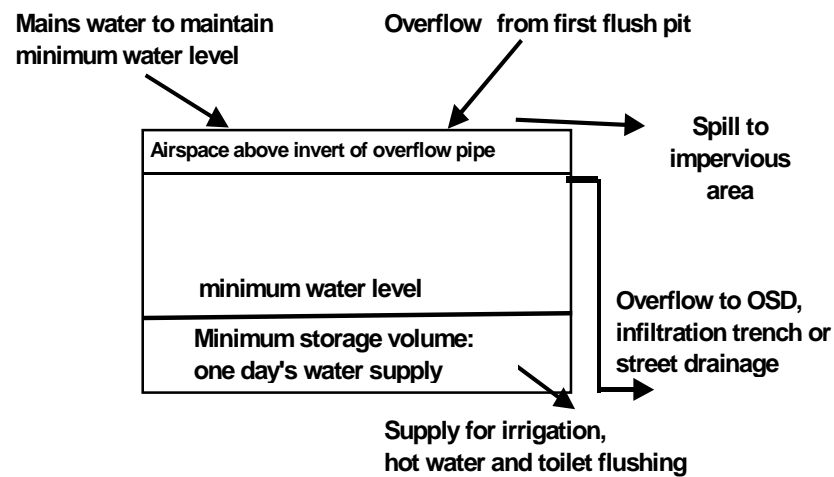 Mains water to maintain
minimum water level
Overflow from first flush pit
Spill to
impervious
area
Airspace above invert of overflow pipe
minimum water level
Minimum storage volume:
one day's water supply
Overflow to OSD,
infiltration trench or
street drainage
Supply for irrigation,
hot water and toilet flushing